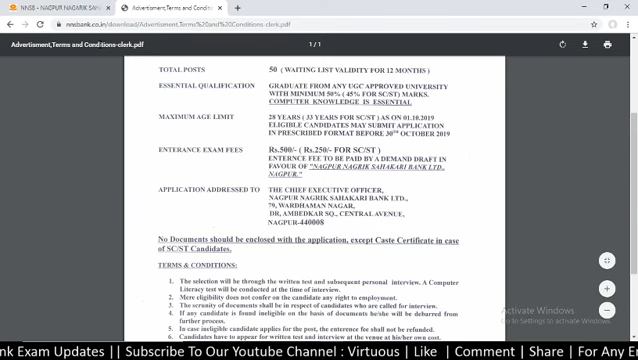 NNSB – NAGPUR NAGARIK SAHA
Advertisment,Terms and Conditi
nnsbank.co.in/download/Advertisment,Terms%20and%20Conditions-clerk.pdf
Advertisment,Terms and Conditions-clerk.pdf
1 / 1
TOTAL POSTS 50 ( WAITING LIST VALIDITY FOR 12 MONTHS )
ESSENTIAL QUALIFICATION GRADUATE FROM ANY UGC APPROVED UNIVERSITY
WITH MINIMUM 50% ( 45% FOR SC/ST) MARKS.
COMPUTER KNOWLEDGE IS ESSENTIAL
MAXIMUM AGE LIMIT 28 YEARS ( 33 YEARS FOR SC/ST ) AS ON 01.10.2019
ELIGIBLE CANDIDATES MAY SUBMIT APPLICATION
IN PRESCRIBED FORMAT BEFORE 30TH OCTOBER 2019
ENTERANCE EXAM FEES Rs.500/- ( Rs.250/- FOR SC/ST )
ENTERNCE FEE TO BE PAID BY A DEMAND DRAFT IN
FAVOUR OF "NAGPUR NAGRIK SAHAKARI BANK LTD.,
NAGPUR."
APPLICATION ADDRESSED TO THE CHIEF EXECUTIVE OFFICER,
NAGPUR NAGRIK SAHAKARI BANK LTD.,
79, WARDHAMAN NAGAR,
DR, AMBEDKAR SQ., CENTRAL AVENUE,
NAGPUR-440008
No Documents should be enclosed with the application, except Caste Certificate in case
of SC/ST Candidates.
TERMS & CONDITIONS:
1. The selection will be through the written test and subsequent personal interview. A Computer
Literacy test will be conducted at the time of interview.
2. Mere eligibility does not confer on the candidate any right to employment.
3. The scrunity of documents shall be in respect of candidates who are called for interview.
4. If any candidate is found ineligible on the basis of documents he/she will be debarred from
further process.
5. In case ineligible candidate applies for the post, the enterence fee shall not be refunded.
6. Candidates have to appear for written test and interview at the venue at his/her own cost.
Activate Windows
Go to Settings to activate Windows.
nk Exam Updates || Subscribe To Our Youtube Channel : Virtuous | Like | Comment | Share | For Any E